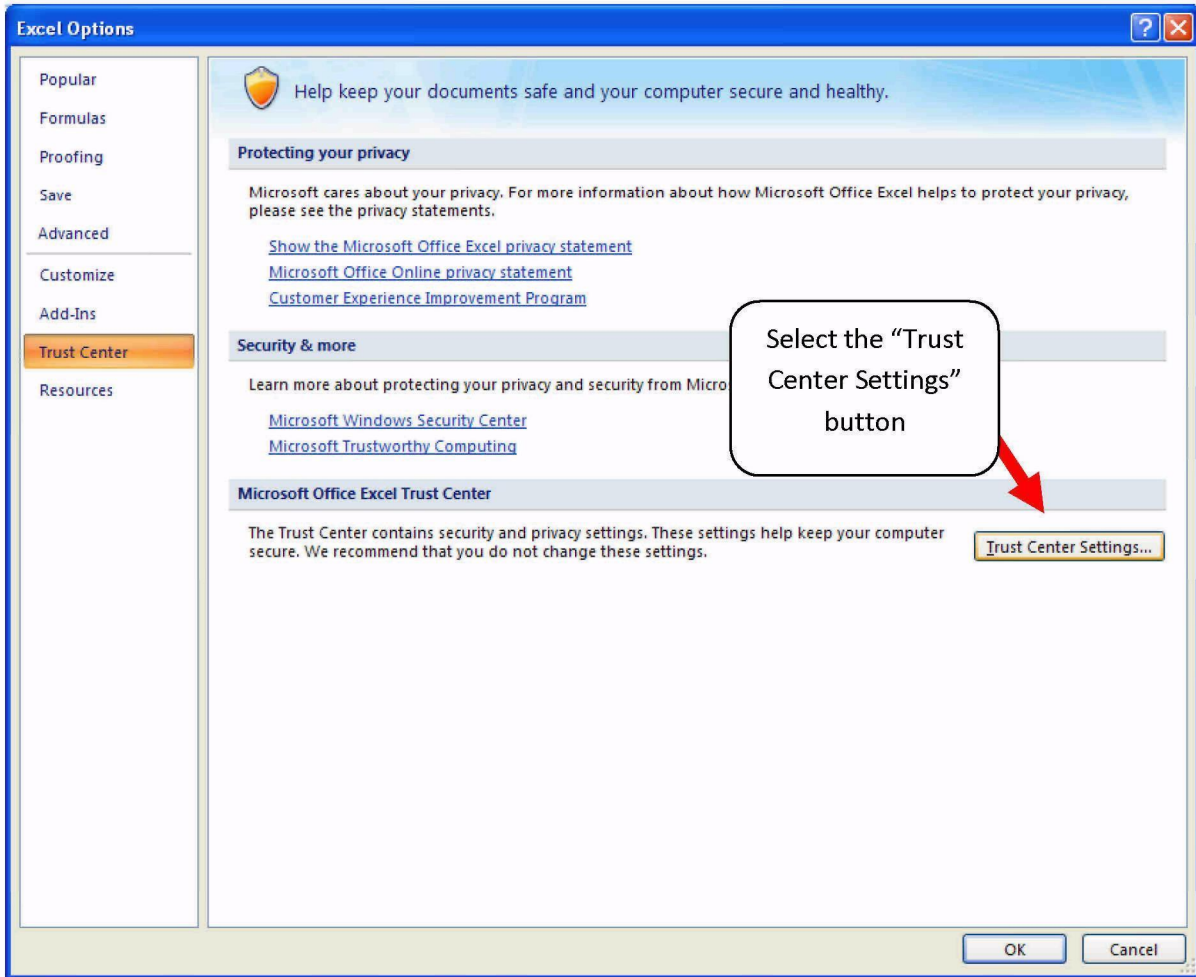 Excel Options
Popular
Formulas
Proofing
Save
Advanced
Customize
Add-Ins
Trust Center
Resources
Help keep your documents safe and your computer secure and healthy.
Protecting your privacy
Microsoft cares about your privacy. For more information about how Microsoft Office Excel helps to protect your privacy,
please see the privacy statements.
Show the Microsoft Office Excel privacy statement
Microsoft Office Online privacy statement
Customer Experience Improvement Program
Security & more
Learn more about protecting your privacy and security from
Microsoft Windows Security Center
Microsoft Trustworthy Computing
Select the “Trust
Center Settings”
button
Microsoft Office Excel Trust Center
The Trust Center contains security and privacy settings. These settings help keep your computer
secure. We recommend that you do not change these settings.
Trust Center Settings...
OK
Cancel